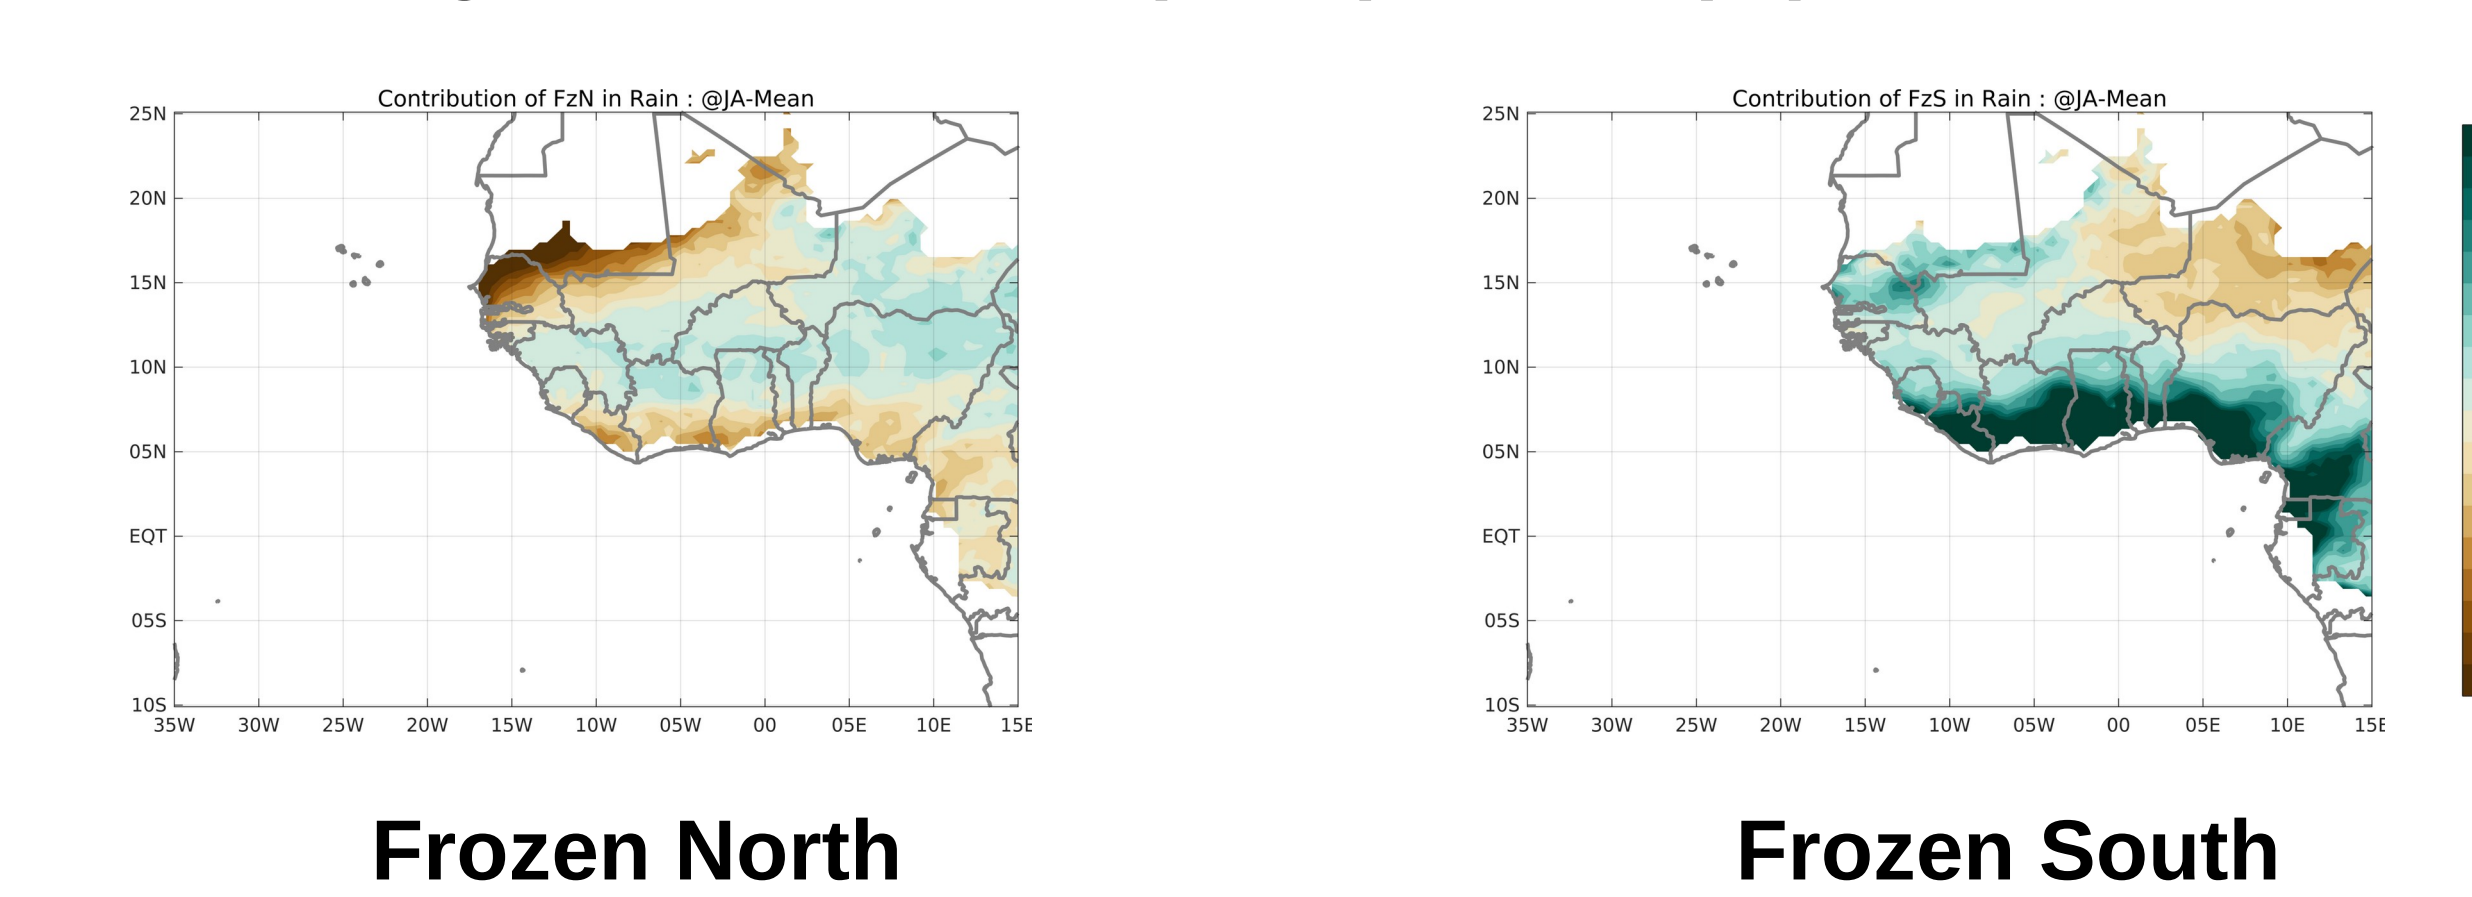 Contribution of FzN in Rain : @JA-Mean
25N
20N
15N
10N
05N
EQT
05S
10S
35W 30W 25W 20W 15W 10W 05W 00 05E 10E 15E
Frozen North
Contribution of FzS in Rain : @JA-Mean
25N
20N
15N
10N
05N
EQT
05S
10S
35W 30W 25W 20W 15W 10W 05W 00 05E 10E 15E
Frozen South